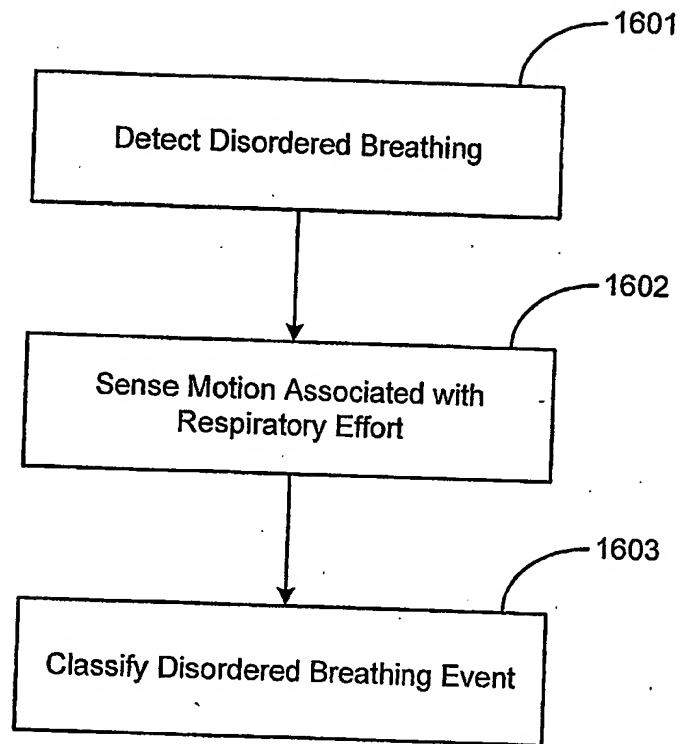 1601
Detect Disordered Breathing
1602
Sense Motion Associated with
Respiratory Effort
1603
Classify Disordered Breathing Event